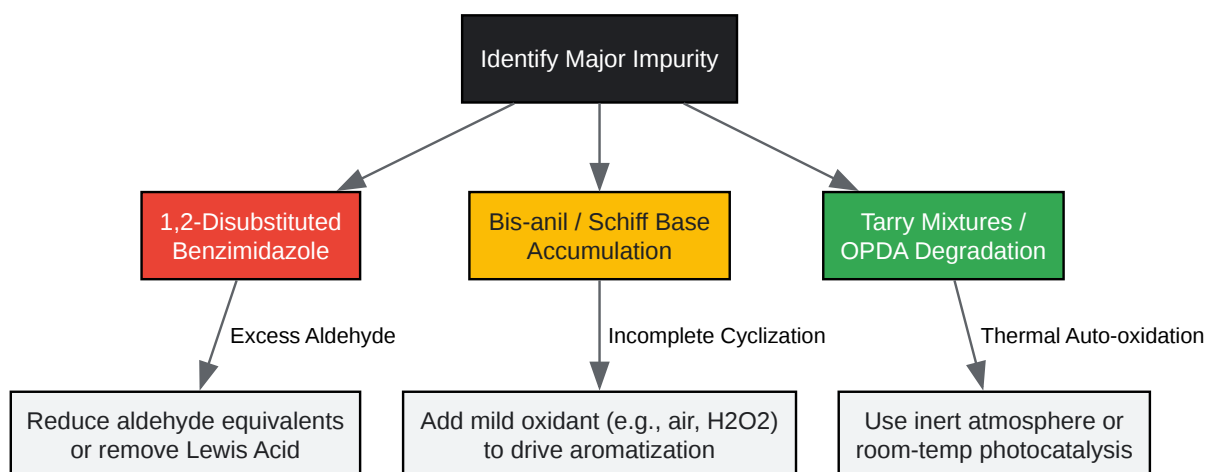 Identify Major Impurity
1,2-Disubstituted
Benzimidazole
Bis-anil / Schiff Base
Accumulation
Tarry Mixtures /
OPDA Degradation
Excess Aldehyde
Incomplete Cyclization
Thermal Auto-oxidation
Reduce aldehyde equivalents
or remove Lewis Acid
Add mild oxidant (e.g., air, H2O2)
to drive aromatization
Use inert atmosphere or
room-temp photocatalysis